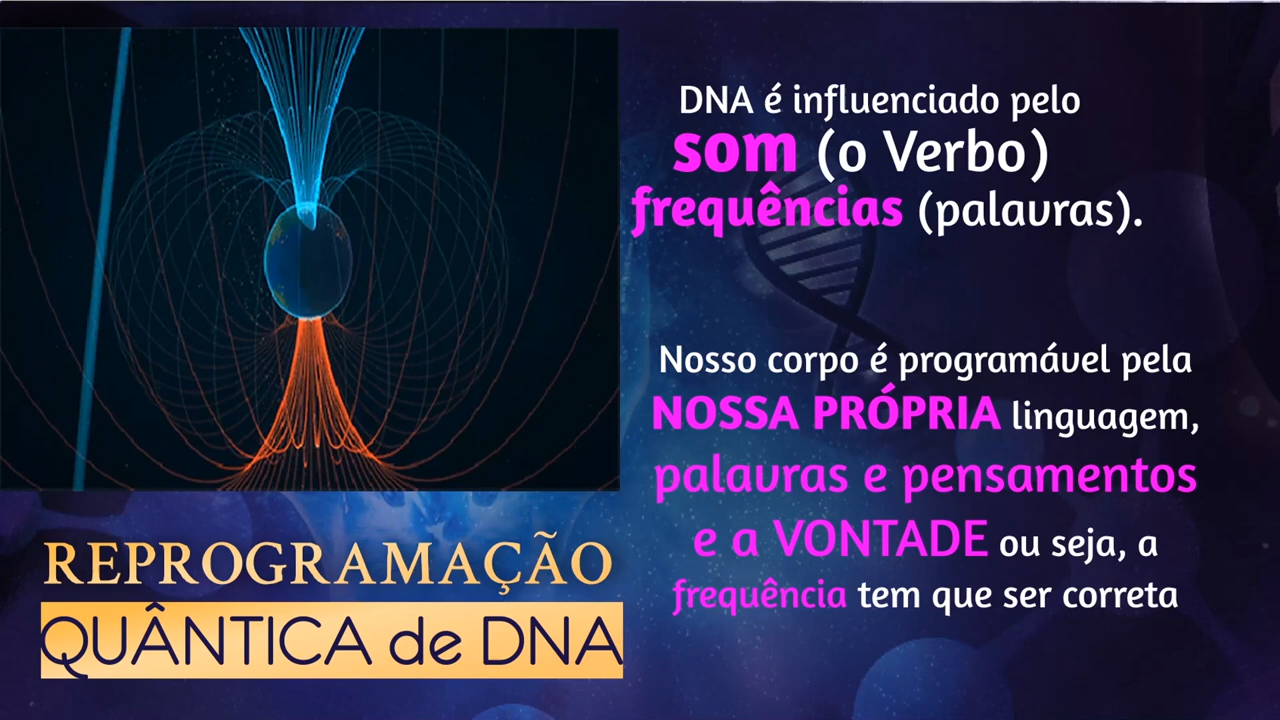 DNA é influenciado pelo
som (o Verbo)
frequências (palavras).
Nosso corpo é programável pela
NOSSA PRÓPRIA linguagem,
palavras e pensamentos
e a VONTADE ou seja, a
frequência tem que ser correta
REPROGRAMAÇÃO
QUÂNTICA de DNA